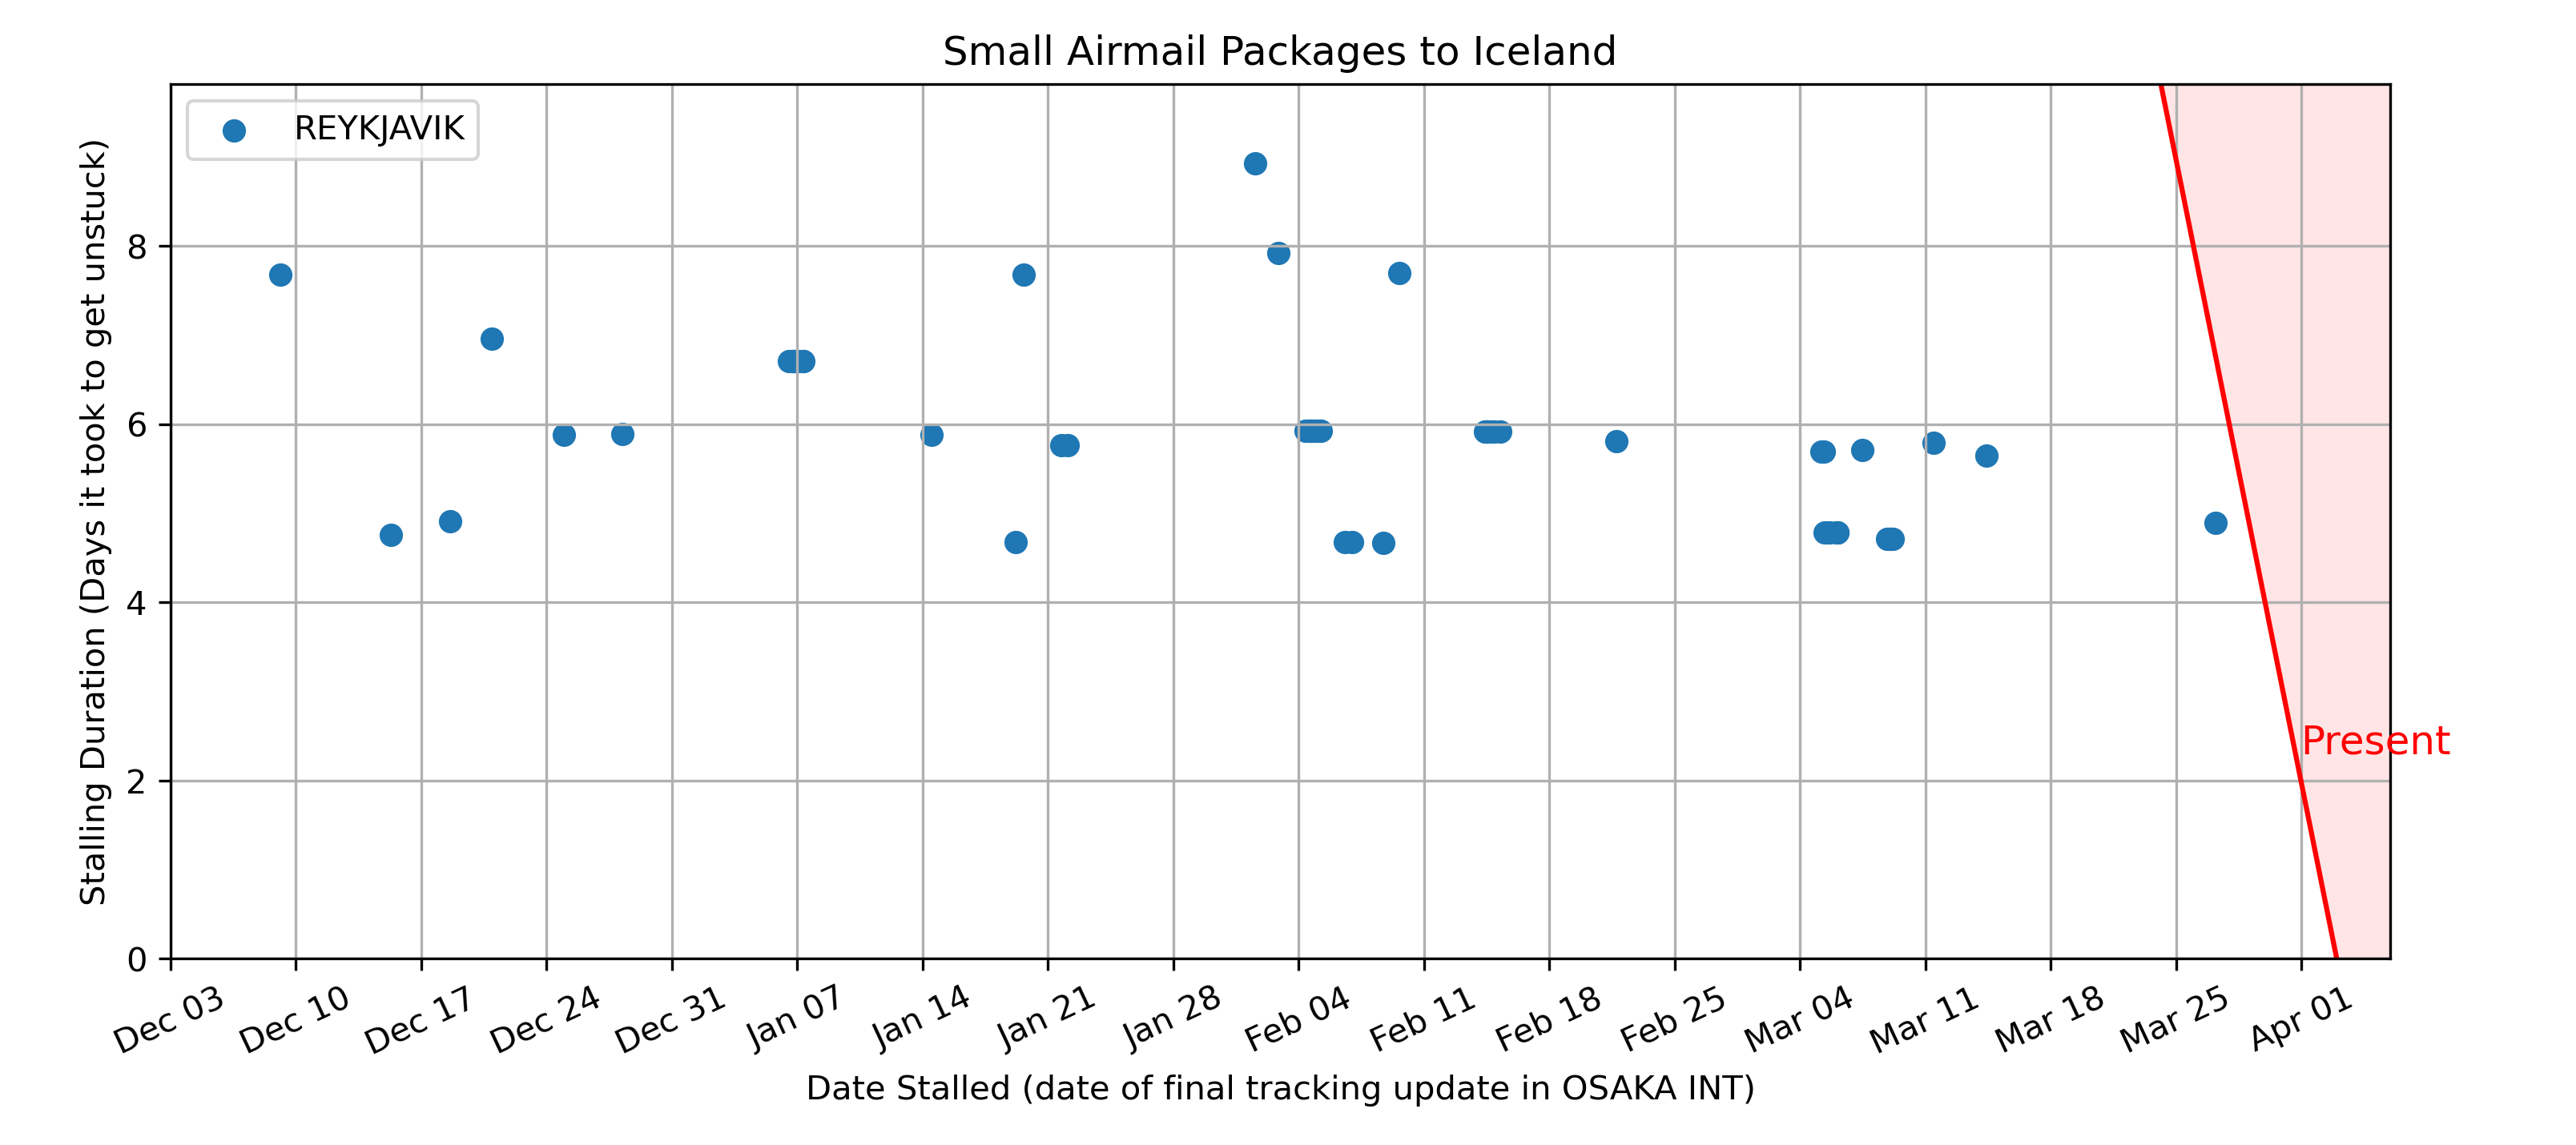 Small Airmail Packages to Iceland
REYKJAVIK
Stalling Duration (Days it took to get unstuck)
8
6
4
2
0
Present
Dec 03
Dec 10
Dec 17
Dec 24
Dec 31
Jan 07
Jan 14
Jan 21
Jan 28
Feb 04
Feb 11
Feb 18
Feb 25
Mar 04
Mar 11
Mar 18
Mar 25
Apr 01
Date Stalled (date of final tracking update in OSAKA INT)